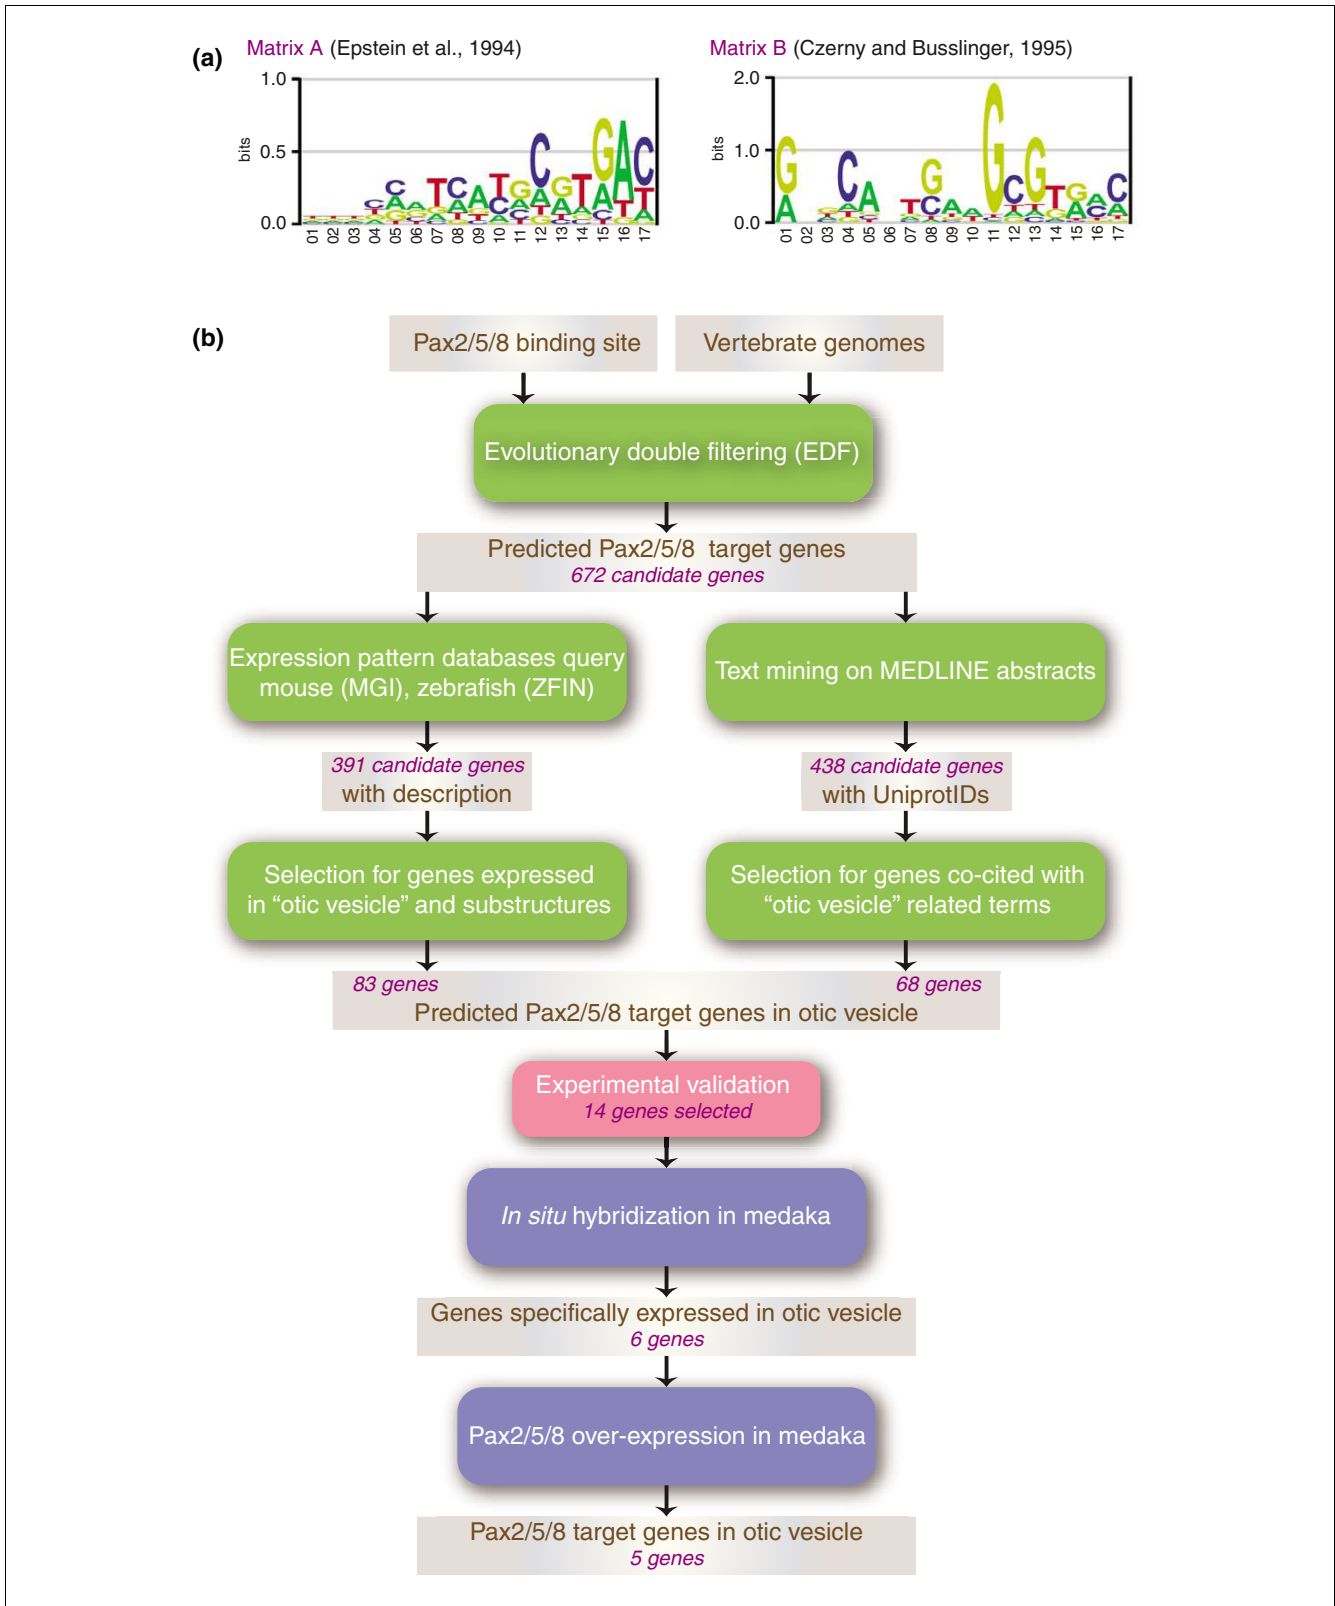 (a)
Matrix A (Epstein et al., 1994)
1.0
0.5
0.0
bits
01 02 03 04 05 06 07 08 09 10 11 12 13 14 15 16 17
Matrix B (Czerny and Busslinger, 1995)
2.0
1.0
0.0
bits
01 02 03 04 05 06 07 08 09 10 11 12 13 14 15 16 17
(b)
Pax2/5/8 binding site
Vertebrate genomes
Evolutionary double filtering (EDF)
Predicted Pax2/5/8 target genes
672 candidate genes
Expression pattern databases query
mouse (MGI), zebrafish (ZFIN)
Text mining on MEDLINE abstracts
391 candidate genes
with description
438 candidate genes
with UniprotIDs
Selection for genes expressed
in “otic vesicle” and substructures
Selection for genes co-cited with
“otic vesicle” related terms
83 genes
68 genes
Predicted Pax2/5/8 target genes in otic vesicle
Experimental validation
14 genes selected
In situ hybridization in medaka
Genes specifically expressed in otic vesicle
6 genes
Pax2/5/8 over-expression in medaka
Pax2/5/8 target genes in otic vesicle
5 genes